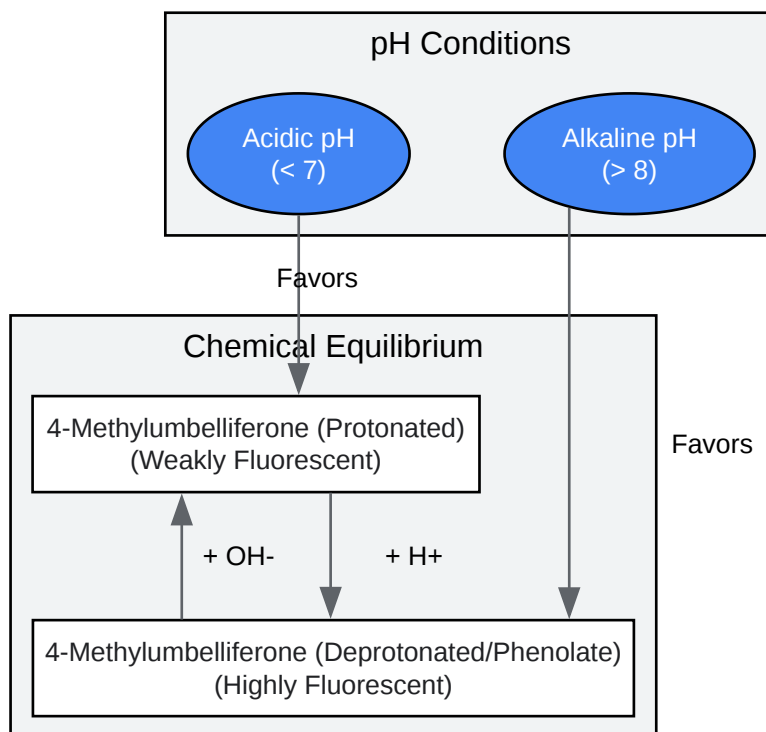 pH Conditions
Acidic pH
(< 7)
Alkaline pH
(> 8)
Favors
Chemical Equilibrium
4-Methylumbelliferone (Protonated)
(Weakly Fluorescent)
Favors
+ OH-
+ H+
4-Methylumbelliferone (Deprotonated/Phenolate)
(Highly Fluorescent)